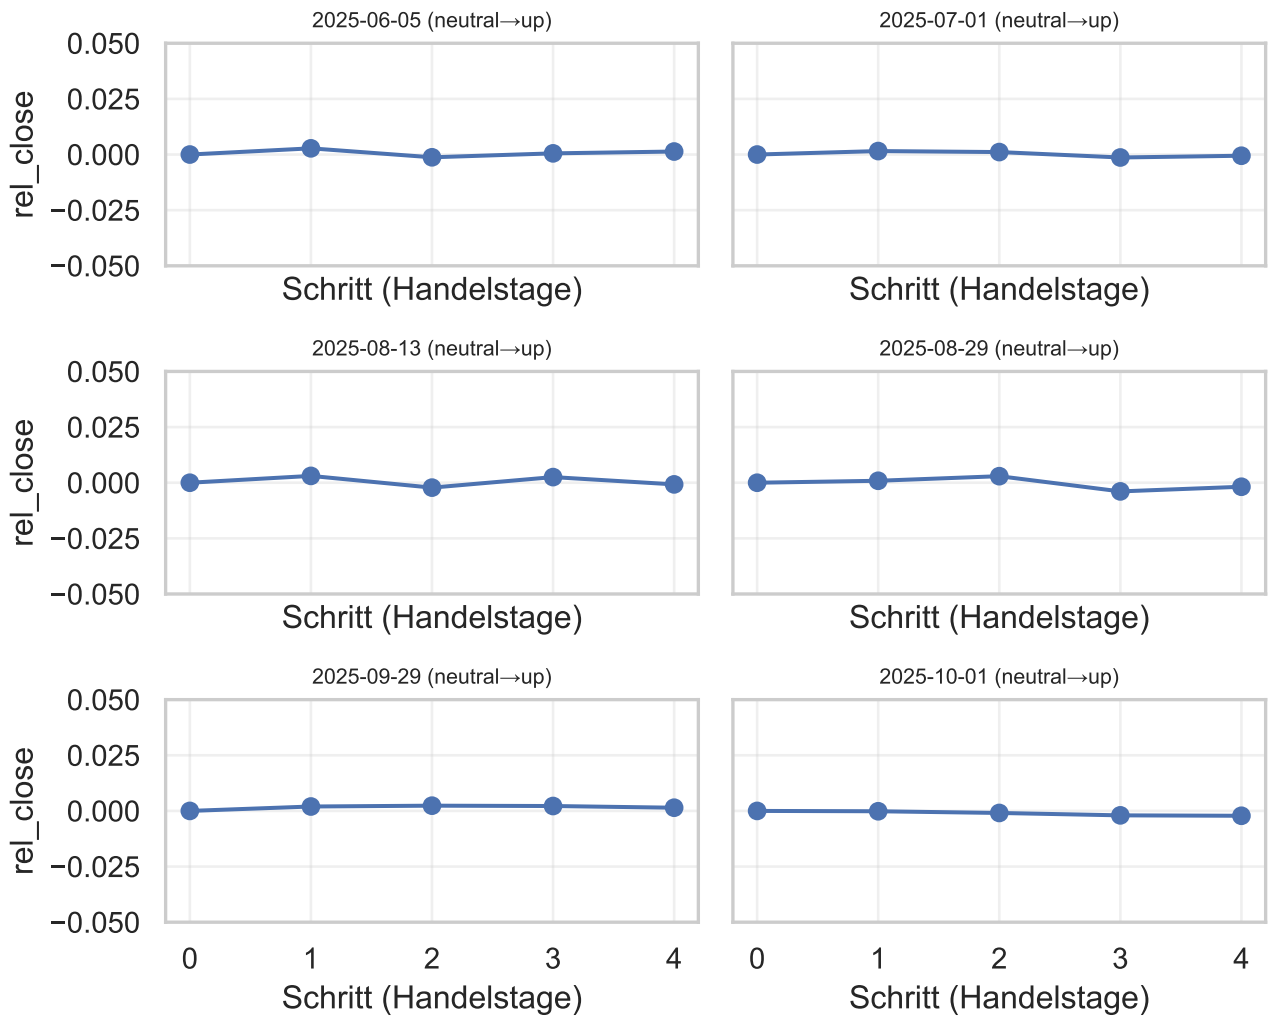 2025-06-05 (neutral→up)
2025-07-01 (neutral→up)
0.050
0.025
0.000
−0.025
−0.050
rel_close
Schritt (Handelstage)
Schritt (Handelstage)
2025-08-13 (neutral→up)
2025-08-29 (neutral→up)
0.050
0.025
0.000
−0.025
−0.050
rel_close
Schritt (Handelstage)
Schritt (Handelstage)
2025-09-29 (neutral→up)
2025-10-01 (neutral→up)
0.050
0.025
0.000
−0.025
−0.050
rel_close
0 1 2 3 4
0 1 2 3 4
Schritt (Handelstage)
Schritt (Handelstage)